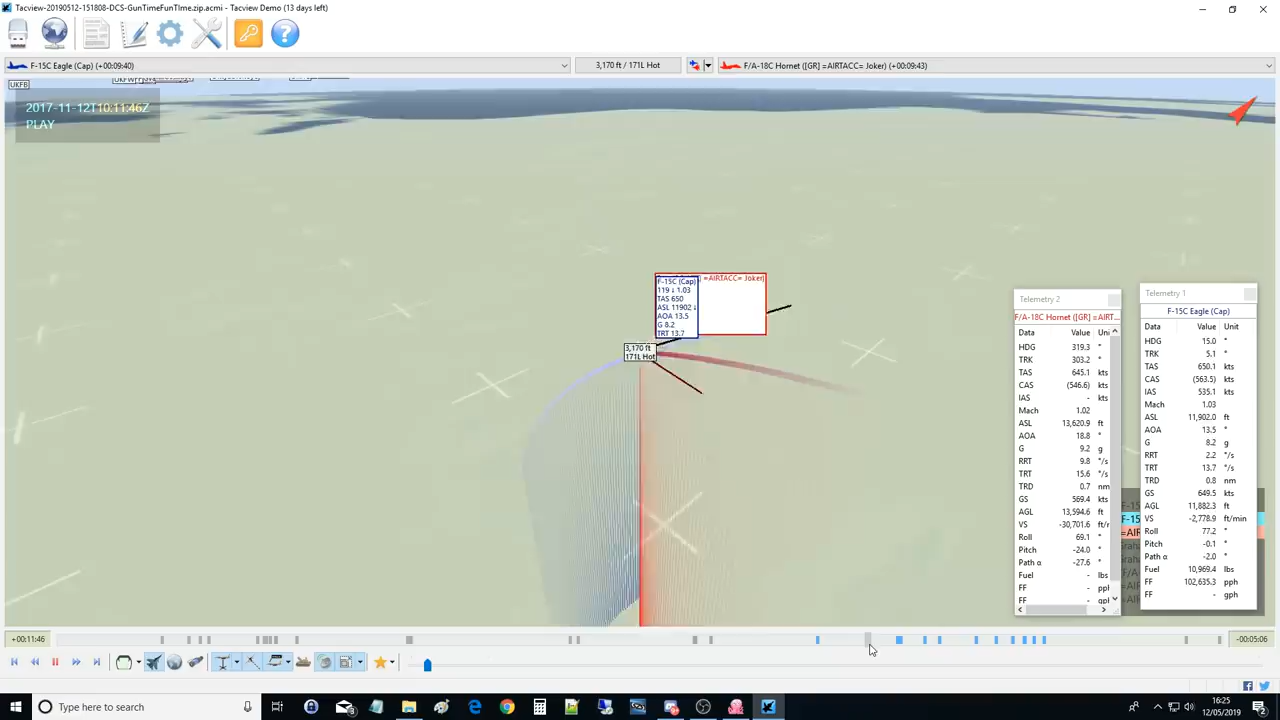 Tacview-20190512-151808-DCS-GunTimeFunTIme.zip.acmi - Tacview Demo (13 days left)
F-15C Eagle (Cap) (+00:09:40)
3,170 ft / 171L Hot
F/A-18C Hornet ([GR] =AIRTACC= Joker) (+00:09:43)
UKFB
2017-11-12T10:11:46Z
PLAY
=AIRTACC= Joker)
F-15C (Cap)
119 ↓ 1.03
TAS 650
ASL 11902 ↓
AOA 13.5
G 8.2
TRT 13.7
3,170 ft
171L Hot
Telemetry 2
F/A-18C Hornet ([GR] =AIRT...
Data Value Uni
HDG 319.3 °
TRK 303.2 °
TAS 645.1 kts
CAS (546.6) kts
IAS - kts
Mach 1.02
ASL 13,620.9 ft
AOA 18.8 °
G 9.2 g
RRT 9.8 °/s
TRT 15.6 °/s
TRD 0.7 nm
GS 569.4 kts
AGL 13,594.6 ft
VS -30,701.6 ft/r
Roll 69.1 °
Pitch -24.0 °
Path α -27.6 °
Fuel - lbs
FF - ppl
FF - gpl
Telemetry 1
F-15C Eagle (Cap)
Data Value Unit
HDG 15.0 °
TRK 5.1 °
TAS 650.1 kts
CAS (563.5) kts
IAS 535.1 kts
Mach 1.03
ASL 11,902.0 ft
AOA 13.5 °
G 8.2 g
RRT 2.2 °/s
TRT 13.7 °/s
TRD 0.8 nm
GS 649.5 kts
AGL 11,882.3 ft
VS -2,778.9 ft/min
Roll 77.2 °
Pitch -0.1 °
Path α -2.0 °
Fuel 10,969.4 lbs
FF 102,635.3 pph
FF - gph
F-15
=AIR
+00:11:46
-00:05:06
Type here to search
16:25
12/05/2019